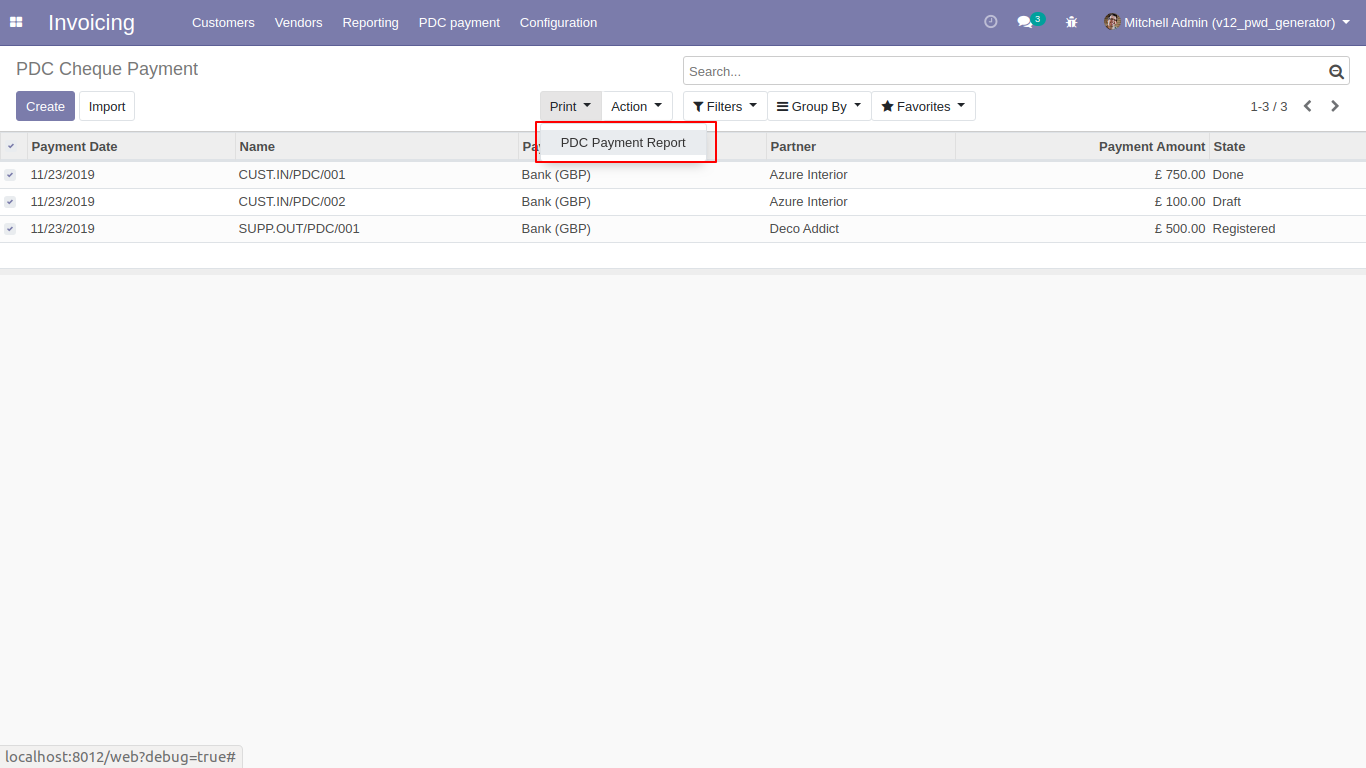 Invoicing Customers Vendors Reporting PDC payment Configuration 3 Mitchell Admin (v12_pwd_generator)
PDC Cheque Payment
Search...
Create Import Print Action Filters Group By Favorites 1-3 / 3
PDC Payment Report
Payment Date Name Partner Payment Amount State
11/23/2019 CUST.IN/PDC/001 Bank (GBP) Azure Interior £ 750.00 Done
11/23/2019 CUST.IN/PDC/002 Bank (GBP) Azure Interior £ 100.00 Draft
11/23/2019 SUPP.OUT/PDC/001 Bank (GBP) Deco Addict £ 500.00 Registered
localhost:8012/web?debug=true#